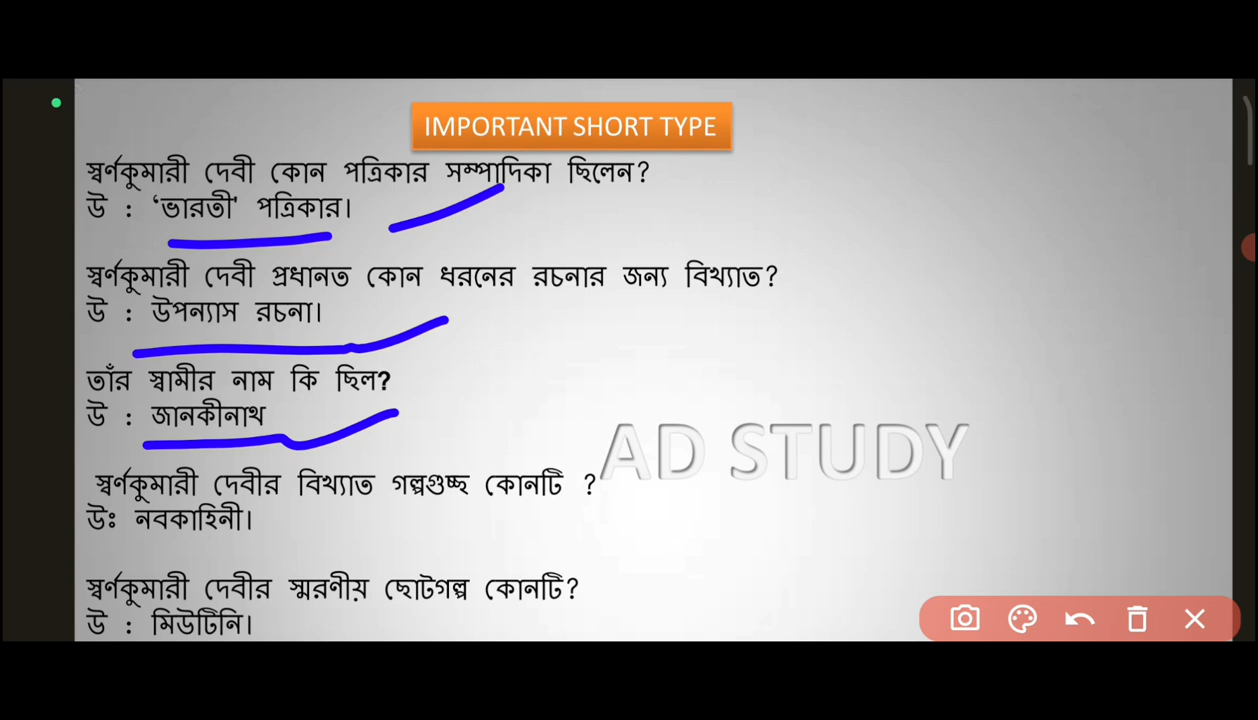 IMPORTANT SHORT TYPE
স্বর্ণকুমারী দেবী কোন পত্রিকার সম্পাদিকা ছিলেন?
উ : ‘ভারতী' পত্রিকার।
স্বর্ণকুমারী দেবী প্রধানত কোন ধরনের রচনার জন্য বিখ্যাত?
উ : উপন্যাস রচনা।
তাঁর স্বামীর নাম কি ছিল?
উ : জানকীনাথ
স্বর্ণকুমারী দেবীর বিখ্যাত গল্পগুচ্ছ কোনটি ?
উঃ নবকাহিনী।
স্বর্ণকুমারী দেবীর স্মরণীয় ছোটগল্প কোনটি?
উ : মিউটিনি।
AD STUDY